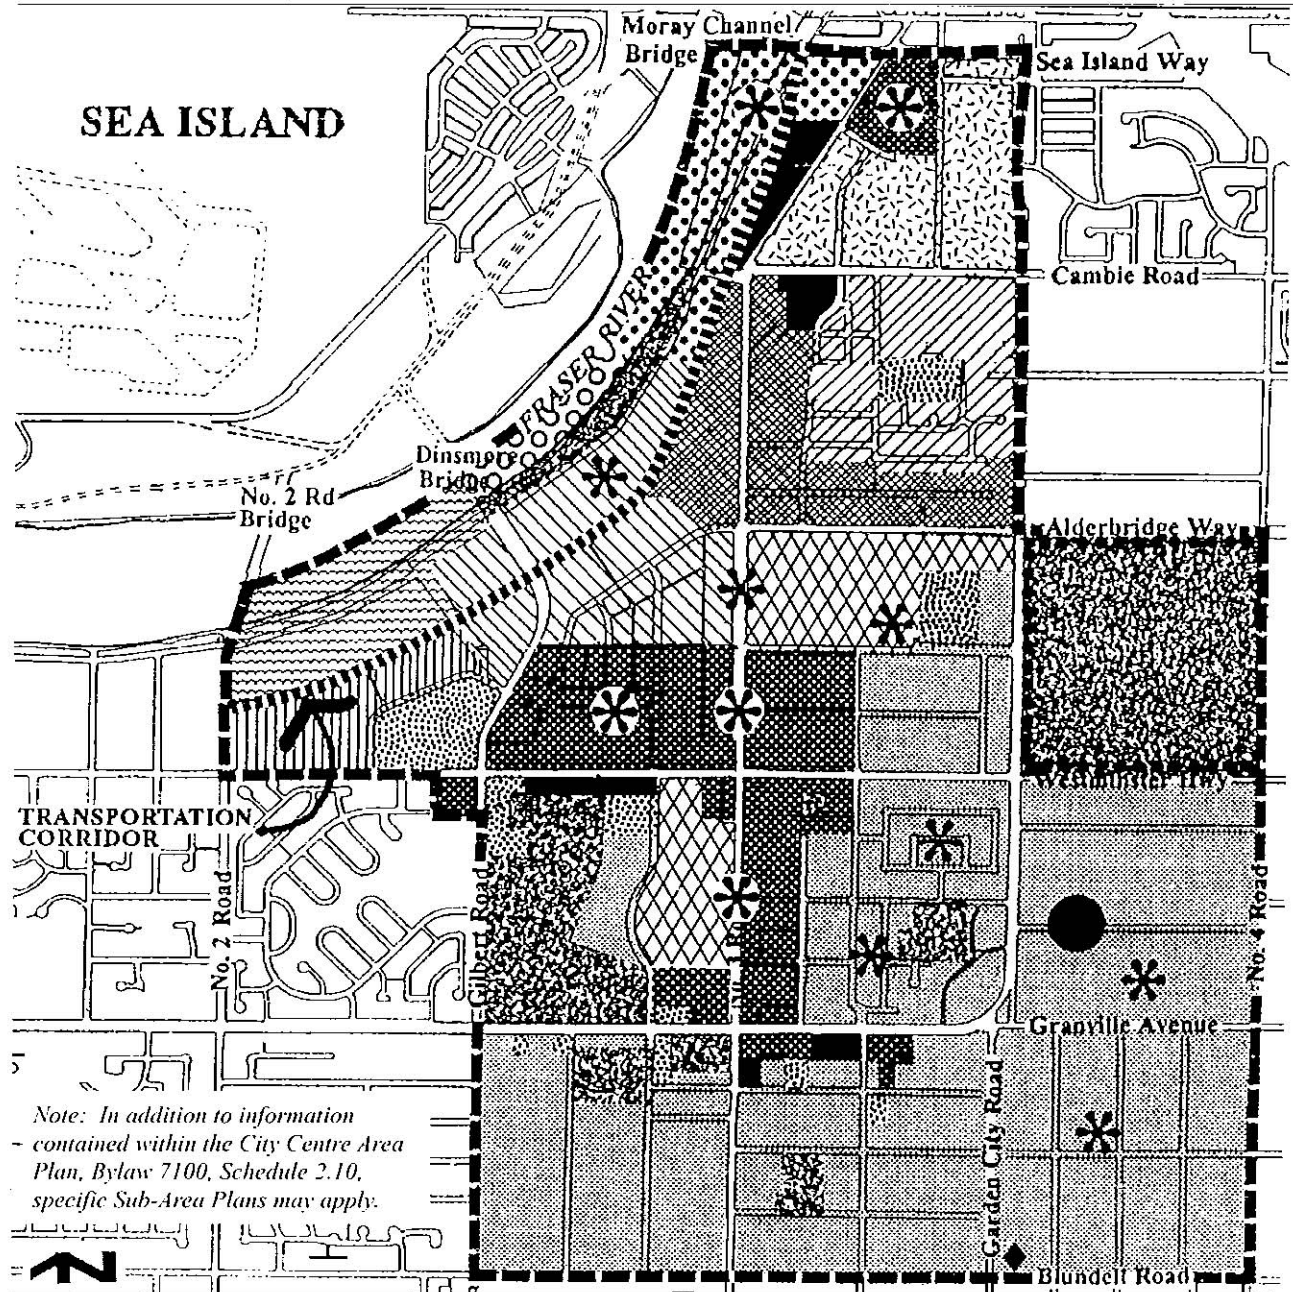 Moray Channel
Bridge
Sea Island Way
SEA ISLAND
Cambie Road
FRASER RIVER
Dinsmore
Bridge
No. 2 Rd
Bridge
Alderbridge Way
Westminster Hwy
TRANSPORTATION
CORRIDOR
No. 2 Road
Gilbert Road
No. 4 Road
Granville Avenue
Garden City Road
Note: In addition to information
contained within the City Centre Area
Plan, Bylaw 7100, Schedule 2.10,
specific Sub-Area Plans may apply.
Blundell Road